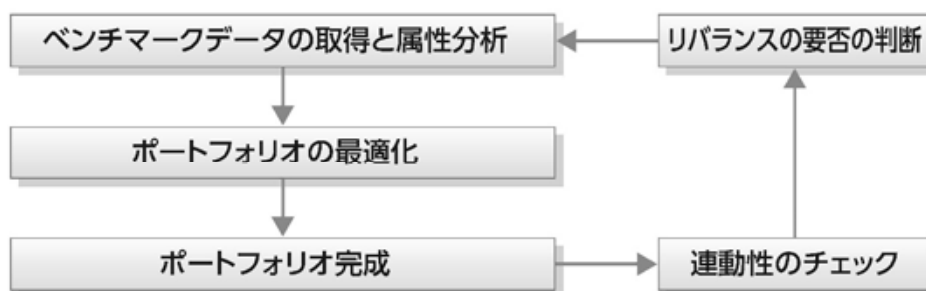 ベンチマークデータの取得と属性分析
リバランスの要否の判断
ポートフォリオの最適化
ポートフォリオ完成
連動性のチェック